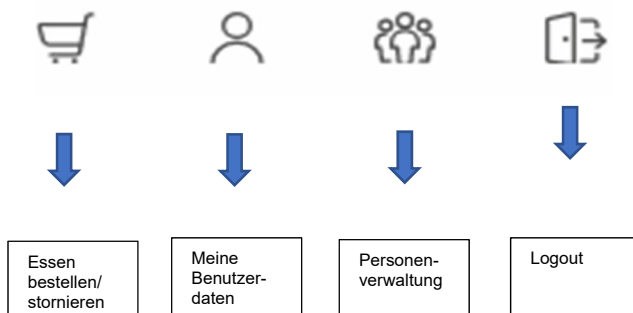 Essen
bestellen/
stornieren
Meine
Benutzer-
daten
Personen-
verwaltung
Logout